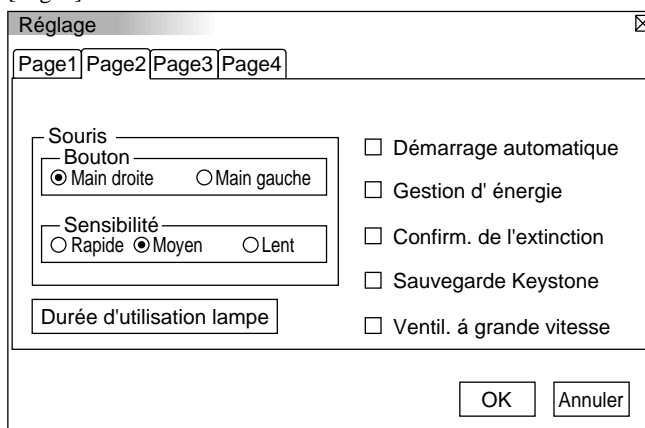 Réglage
Page1 Page2 Page3 Page4
Souris
Bouton
Main droite Main gauche
Sensibilité
Rapide Moyen Lent
Durée d'utilisation lampe
Démarrage automatique
Gestion d' énergie
Confirm. de l'extinction
Sauvegarde Keystone
Ventil. á grande vitesse
OK Annuler